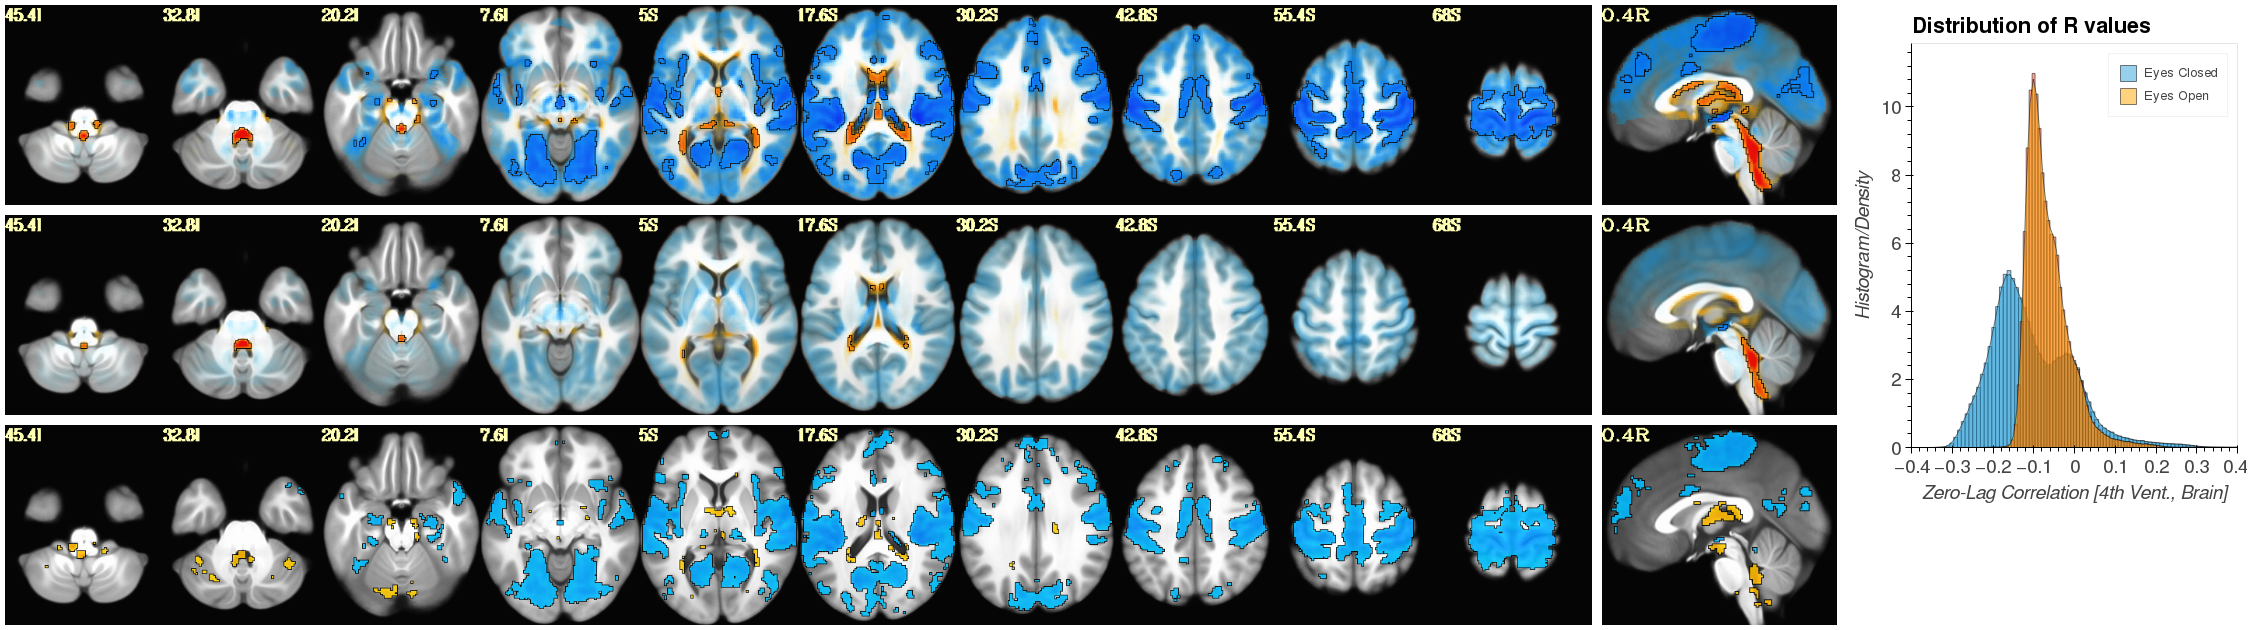 45.4I 32.8I 20.2I 7.6I 5S 17.6S 30.2S 42.8S 55.4S 68S 0.4R
45.4I 32.8I 20.2I 7.6I 5S 17.6S 30.2S 42.8S 55.4S 68S 0.4R
45.4I 32.8I 20.2I 7.6I 5S 17.6S 30.2S 42.8S 55.4S 68S 0.4R
Distribution of R values
Eyes Closed
Eyes Open
Histogram/Density
10
8
6
4
2
0
−0.4 −0.3 −0.2 −0.1 0 0.1 0.2 0.3 0.4
Zero-Lag Correlation [4th Vent., Brain]